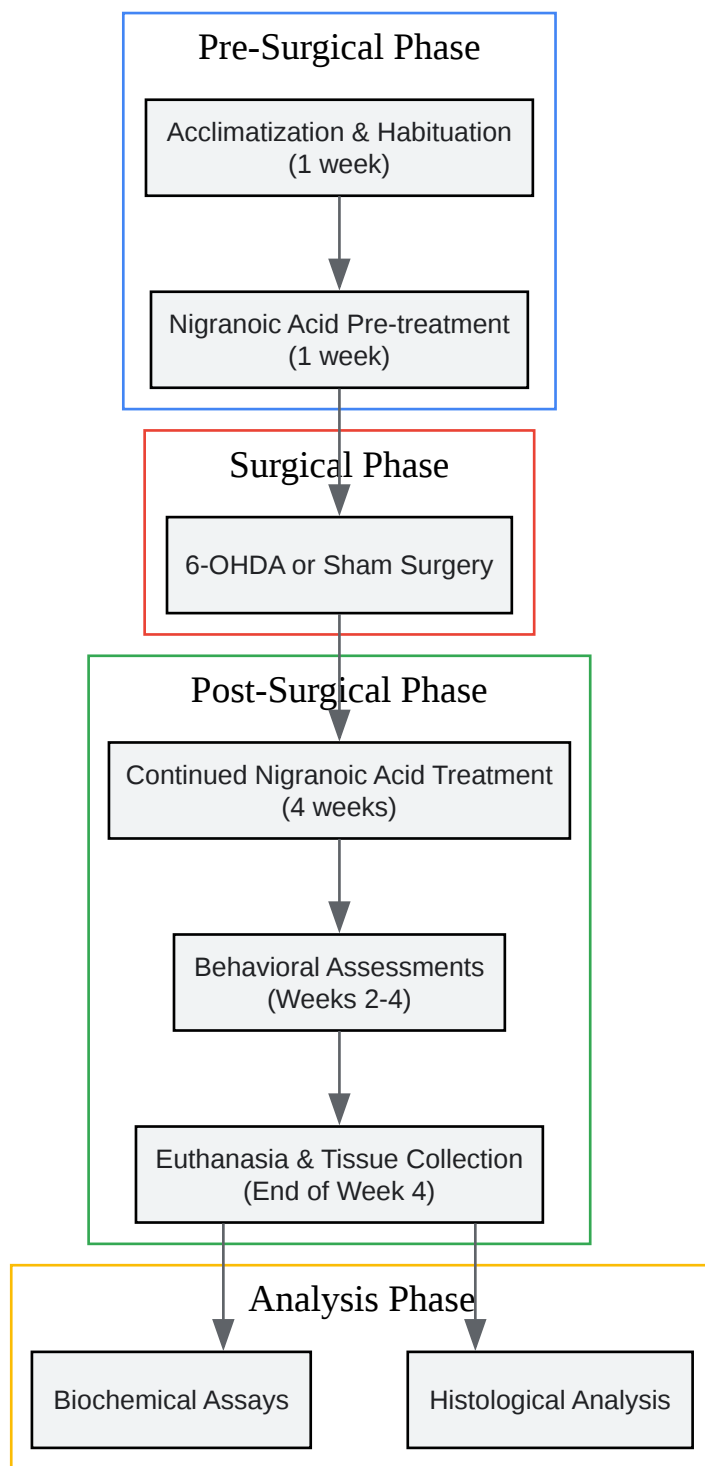 Pre-Surgical Phase
Acclimatization & Habituation
(1 week)
Nigranoic Acid Pre-treatment
(1 week)
Surgical Phase
6-OHDA or Sham Surgery
Post-Surgical Phase
Continued Nigranoic Acid Treatment
(4 weeks)
Behavioral Assessments
(Weeks 2-4)
Euthanasia & Tissue Collection
(End of Week 4)
Analysis Phase
Biochemical Assays
Histological Analysis